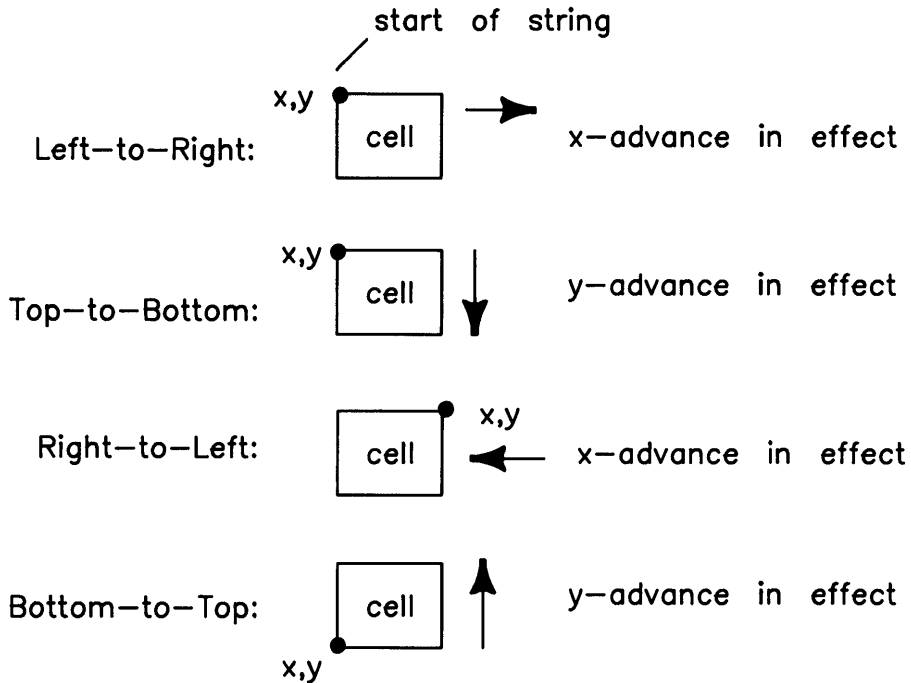 start of string
x,y
cell
Left-to-Right:
x-advance in effect
x,y
cell
Top-to-Bottom:
y-advance in effect
x,y
Right-to-Left:
cell
x-advance in effect
Bottom-to-Top:
cell
y-advance in effect
x,y